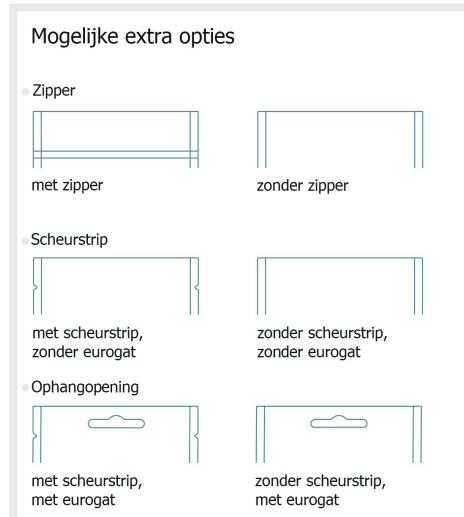 Mogelijke extra opties
Zipper
met zipper
zonder zipper
Scheurstrip
met scheurstrip,
zonder eurogat
zonder scheurstrip,
zonder eurogat
Ophangopening
met scheurstrip,
met eurogat
zonder scheurstrip,
met eurogat